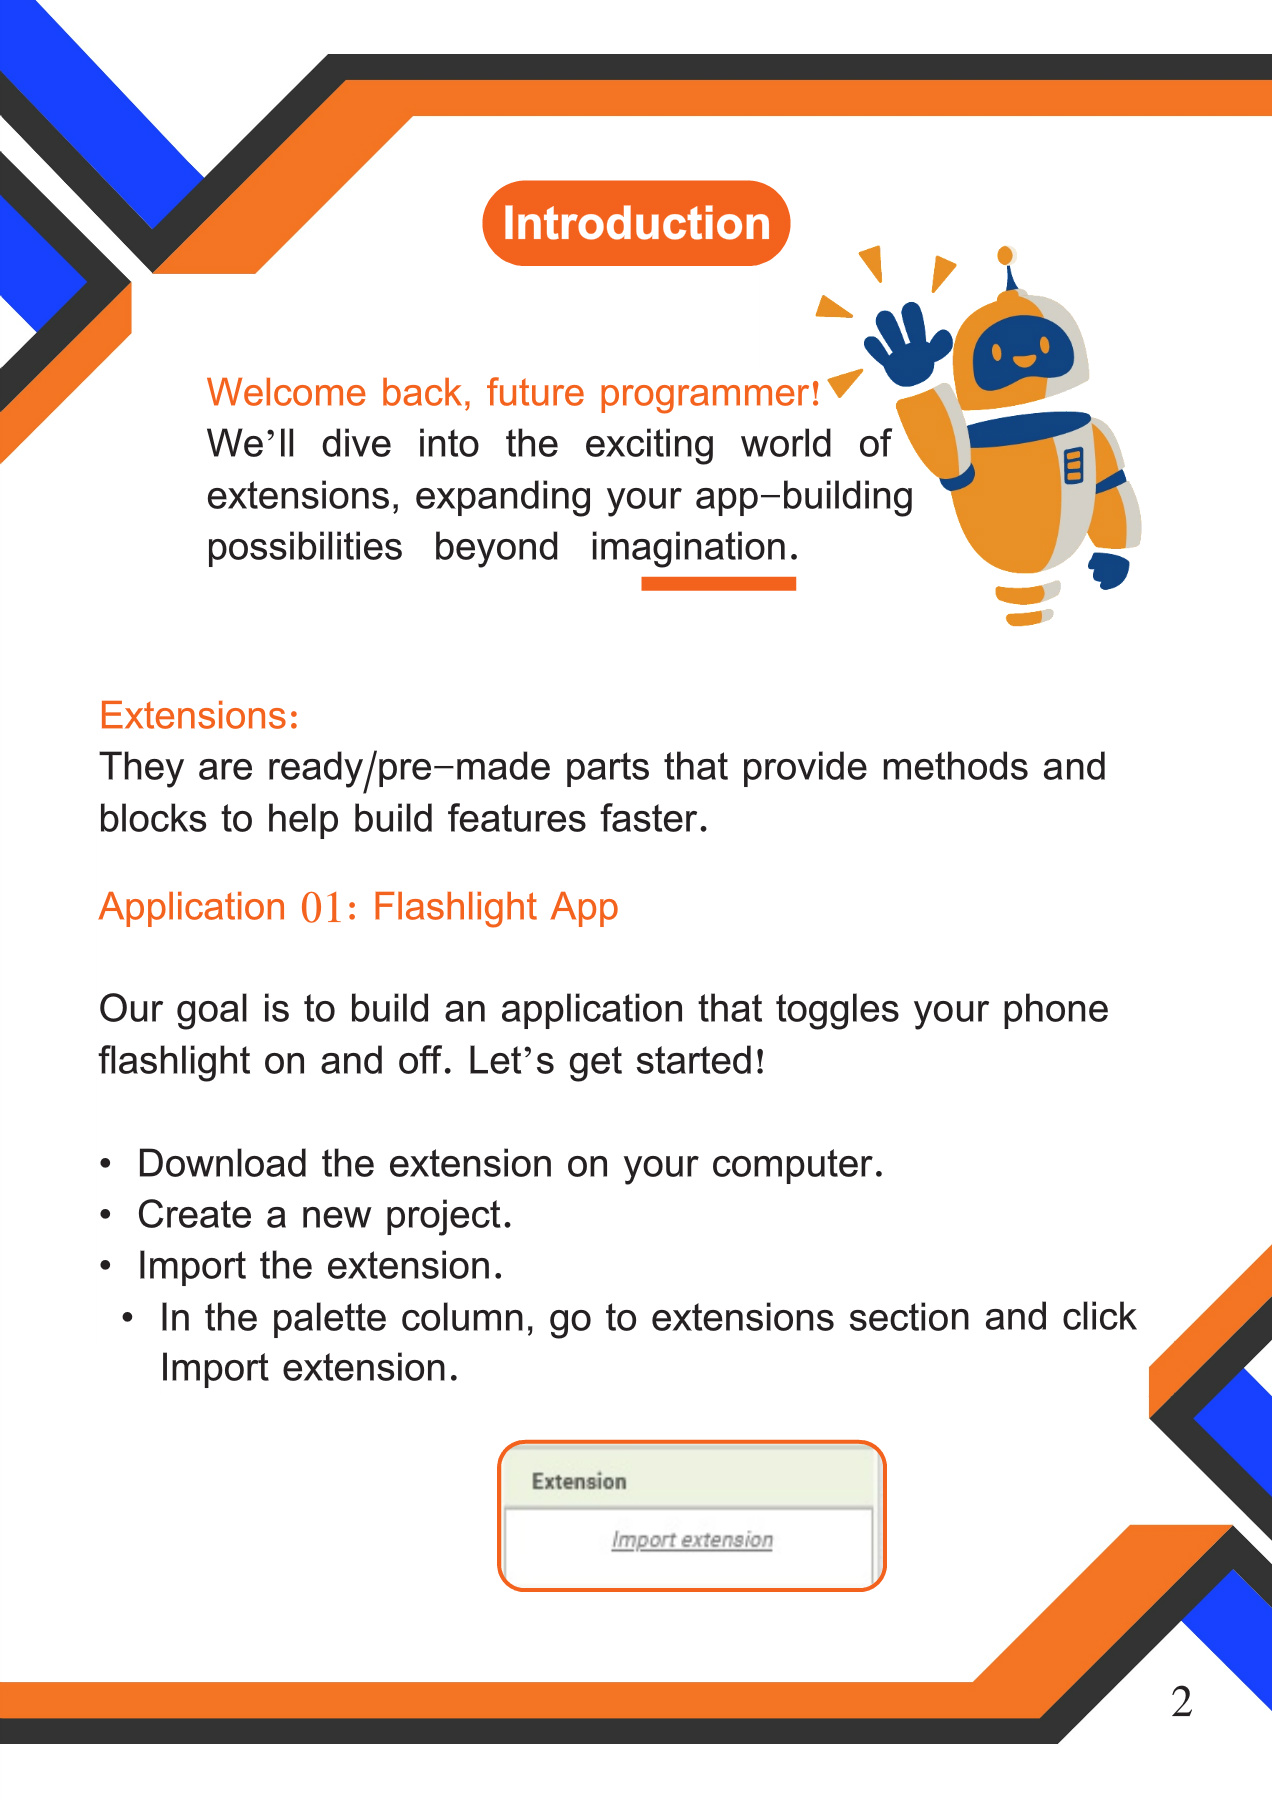 Introduction
Welcome back, future programmer!
We’ll dive into the exciting world of
extensions, expanding your app-building
possibilities beyond imagination.
Extensions:
They are ready/pre-made parts that provide methods and
blocks to help build features faster.
Application 01: Flashlight App
Our goal is to build an application that toggles your phone
flashlight on and off. Let’s get started!
• Download the extension on your computer.
• Create a new project.
• Import the extension.
• In the palette column, go to extensions section and click
Import extension.
Extension
Import extension
2